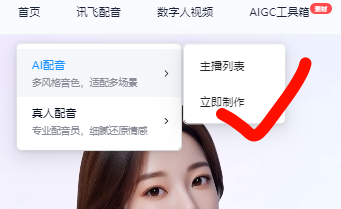 首页 讯飞配音 数字人视频 AIGC工具箱 素材
AI配音
多风格音色，适配多场景
主播列表
立即制作
真人配音
专业配音员，细腻还原情感